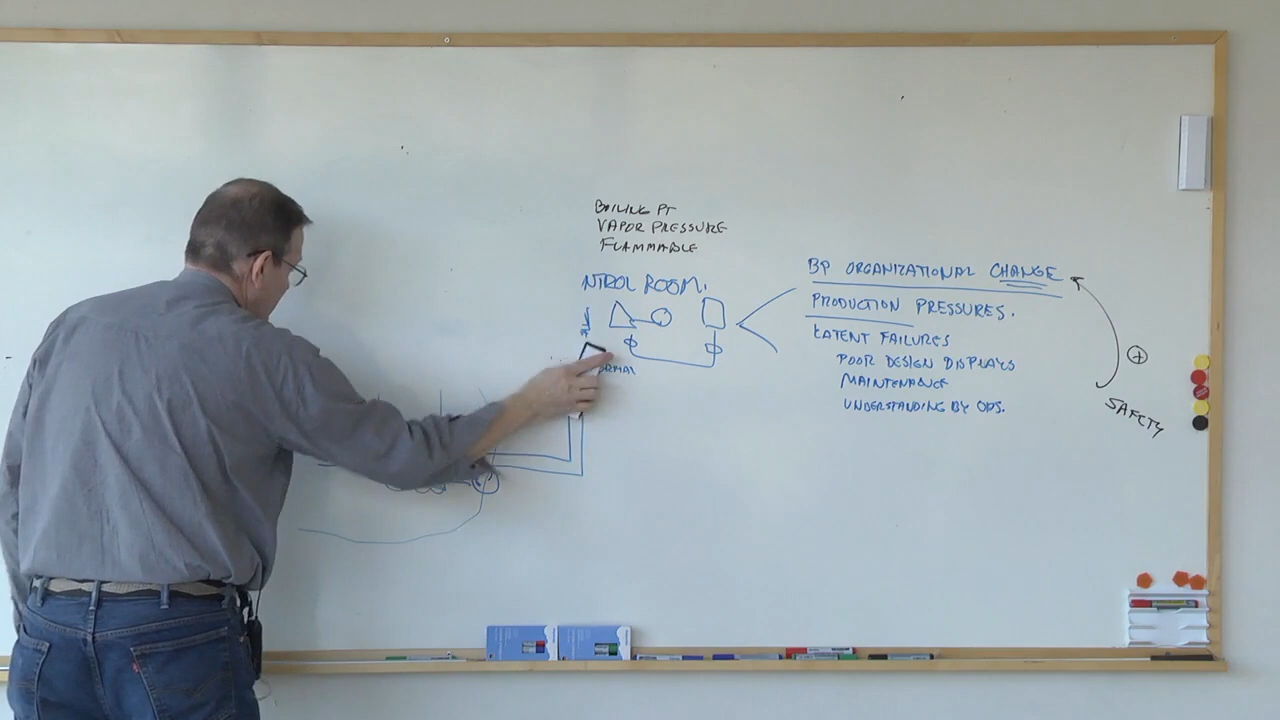 BOILING PT
VAPOR PRESSURE
FLAMMABLE
NTROL ROOM.
ORMAL
BP ORGANIZATIONAL CHANGE
PRODUCTION PRESSURES.
LATENT FAILURES
POOR DESIGN DISPLAYS
MAINTENANCE
UNDERSTANDING BY OPS.
+
SAFETY